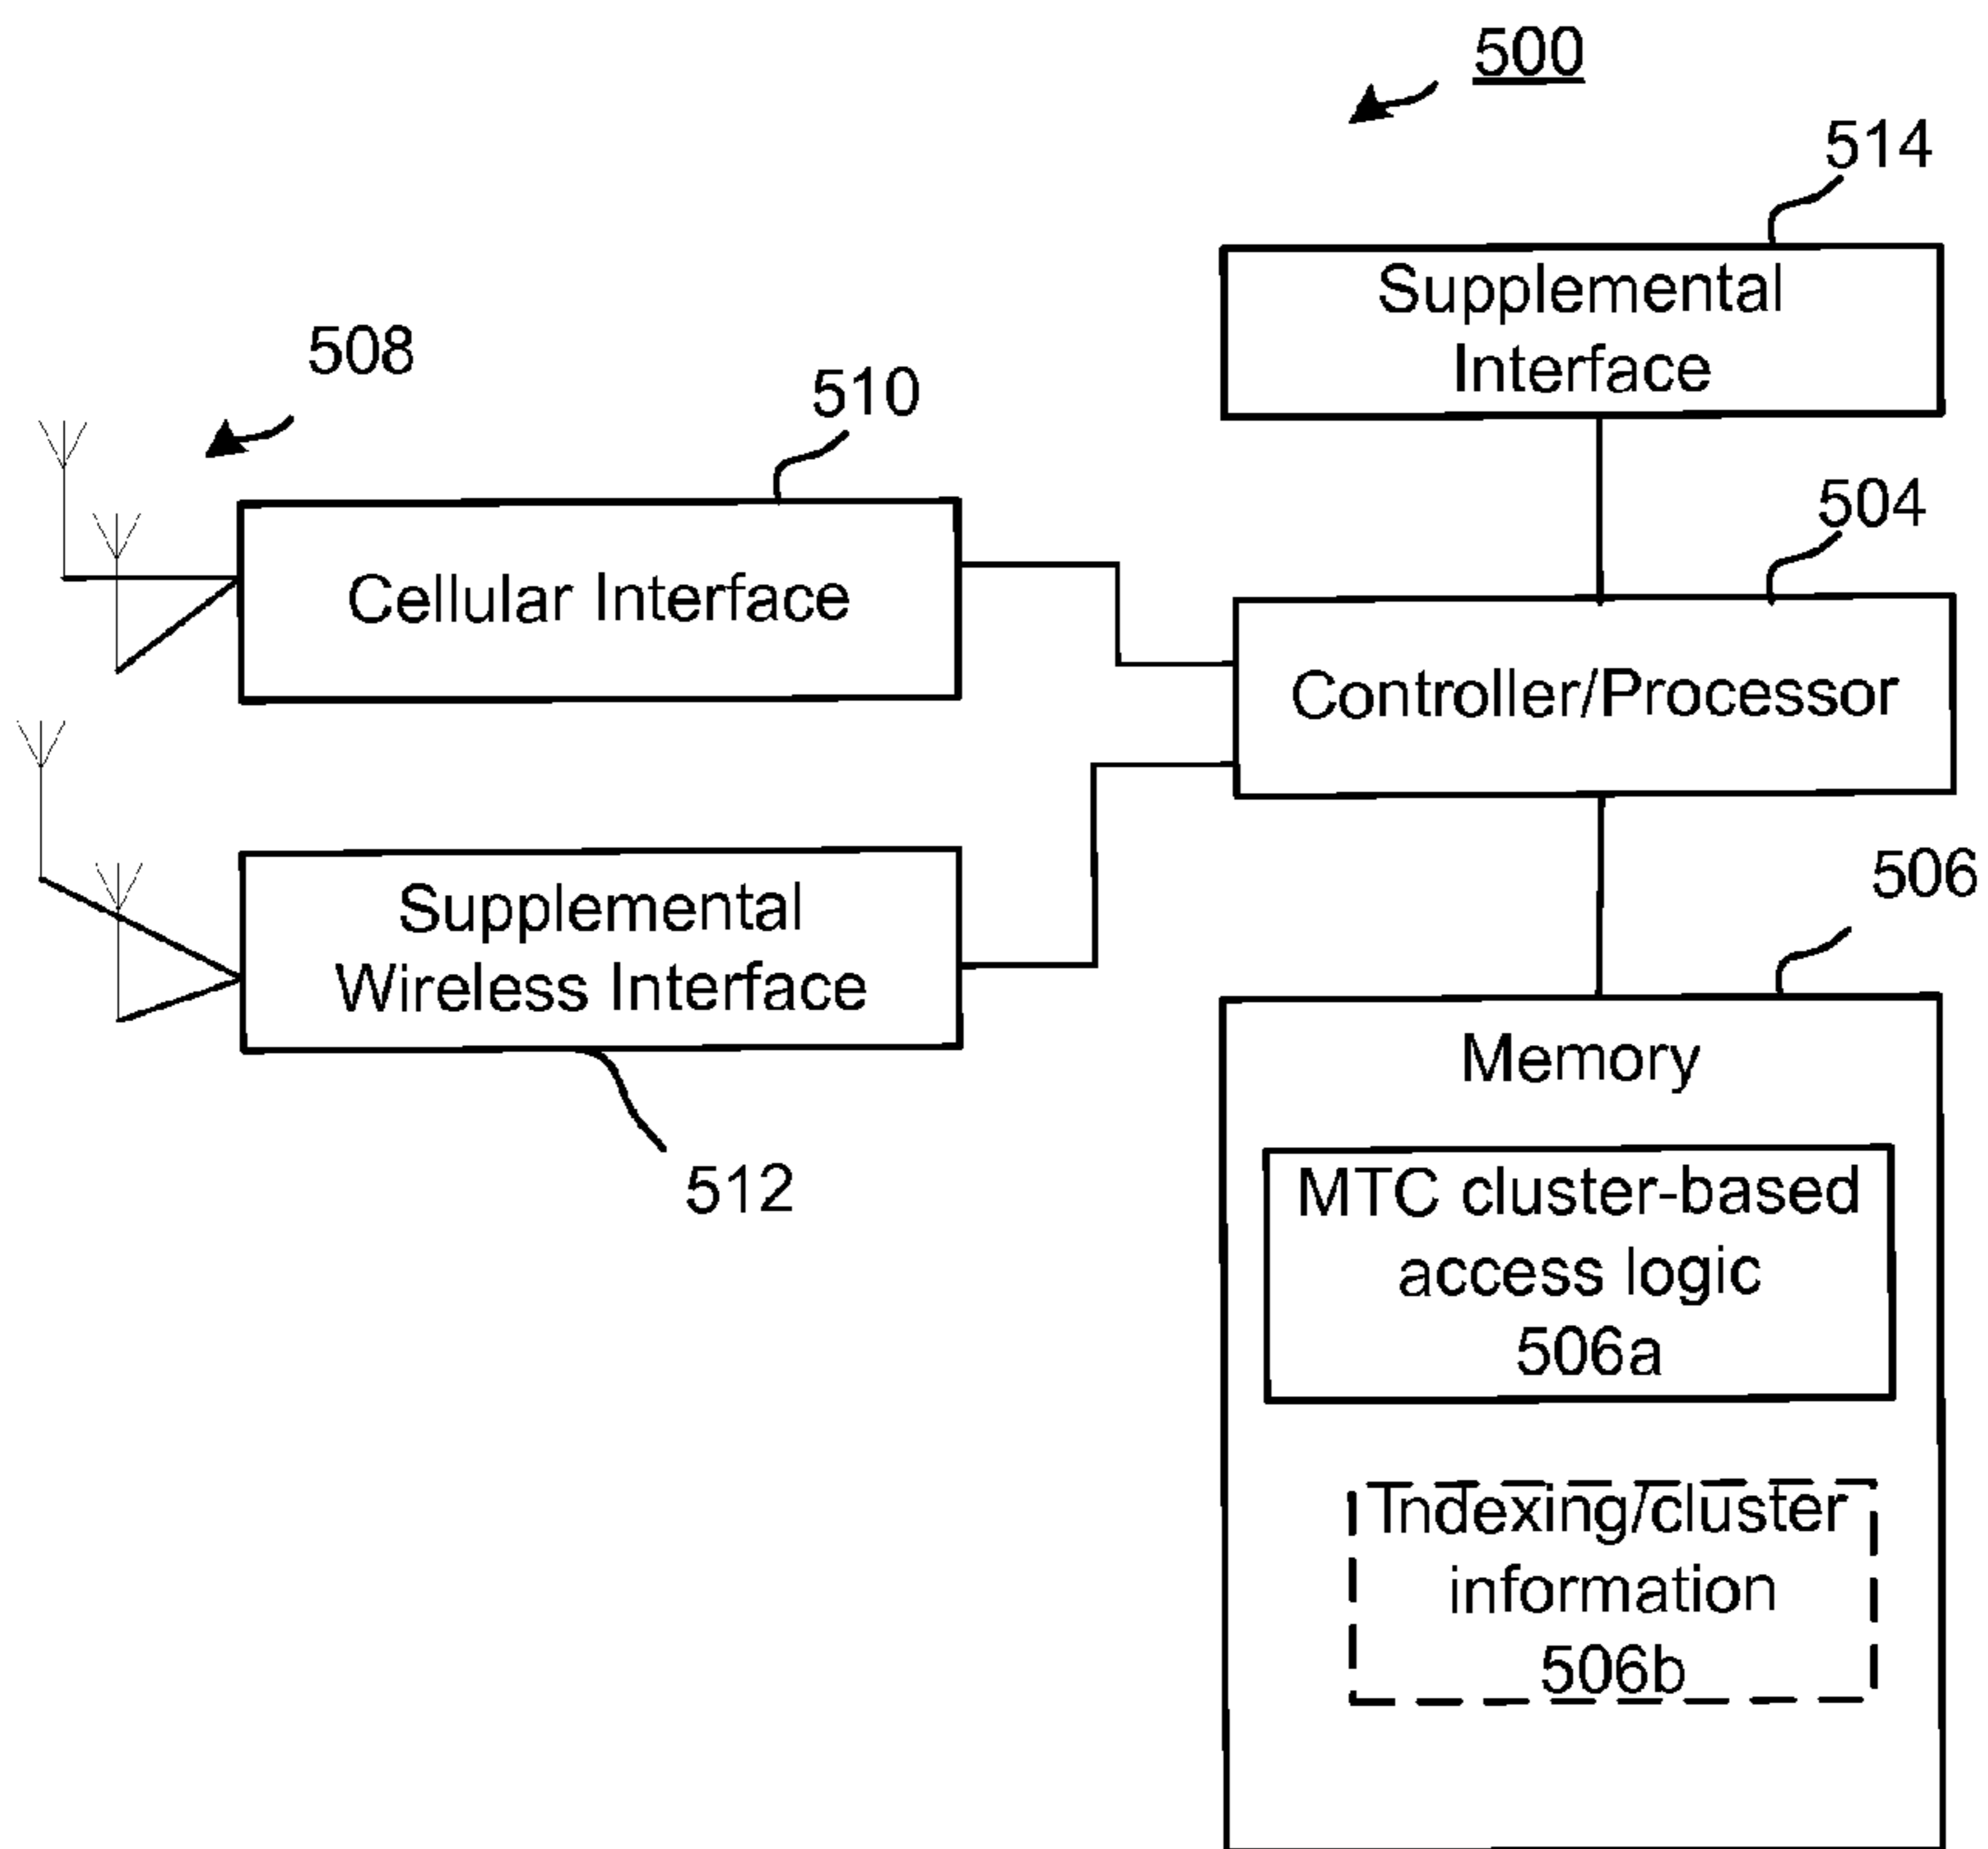 500
514
Supplemental
Interface
508
510
Cellular Interface
504
Controller/Processor
Supplemental
Wireless Interface
512
506
Memory
MTC cluster-based
access logic
506a
Indexing/cluster
information
506b